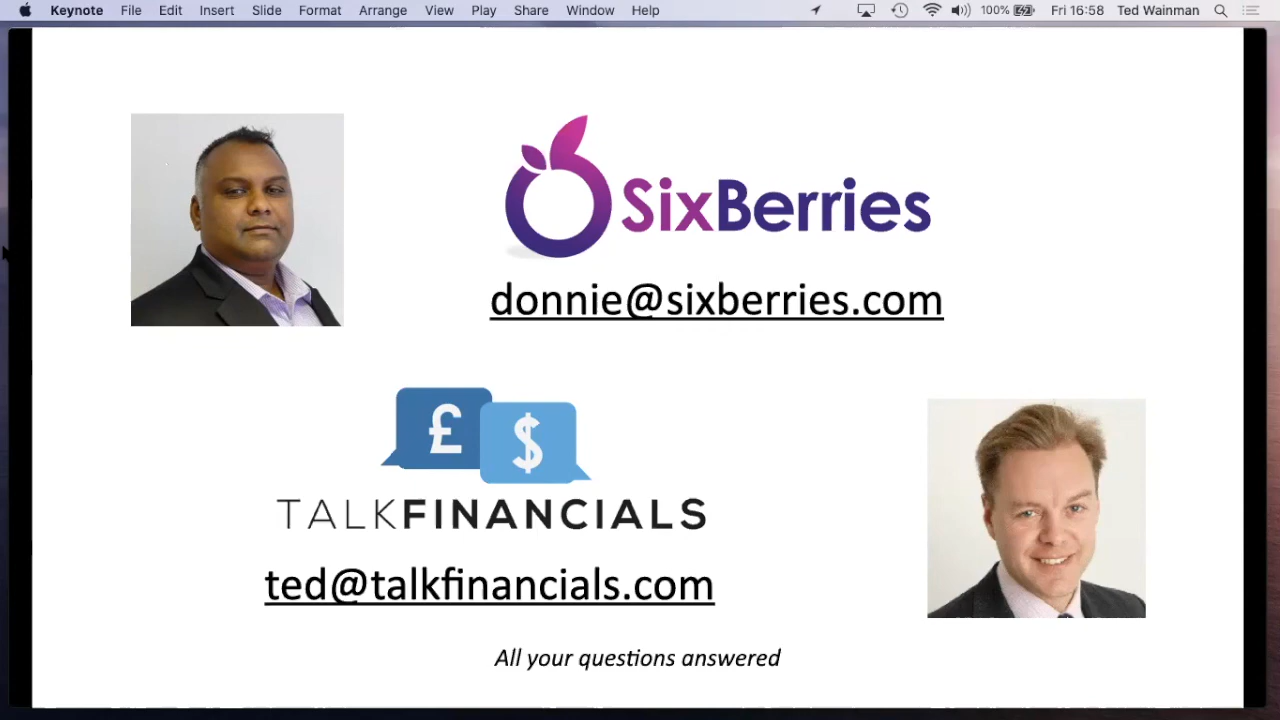 Keynote File Edit Insert Slide Format Arrange View Play Share Window Help 100% Fri 16:58 Ted Wainman
SixBerries
donnie@sixberries.com
£ $
TALKFINANCIALS
ted@talkfinancials.com
All your questions answered